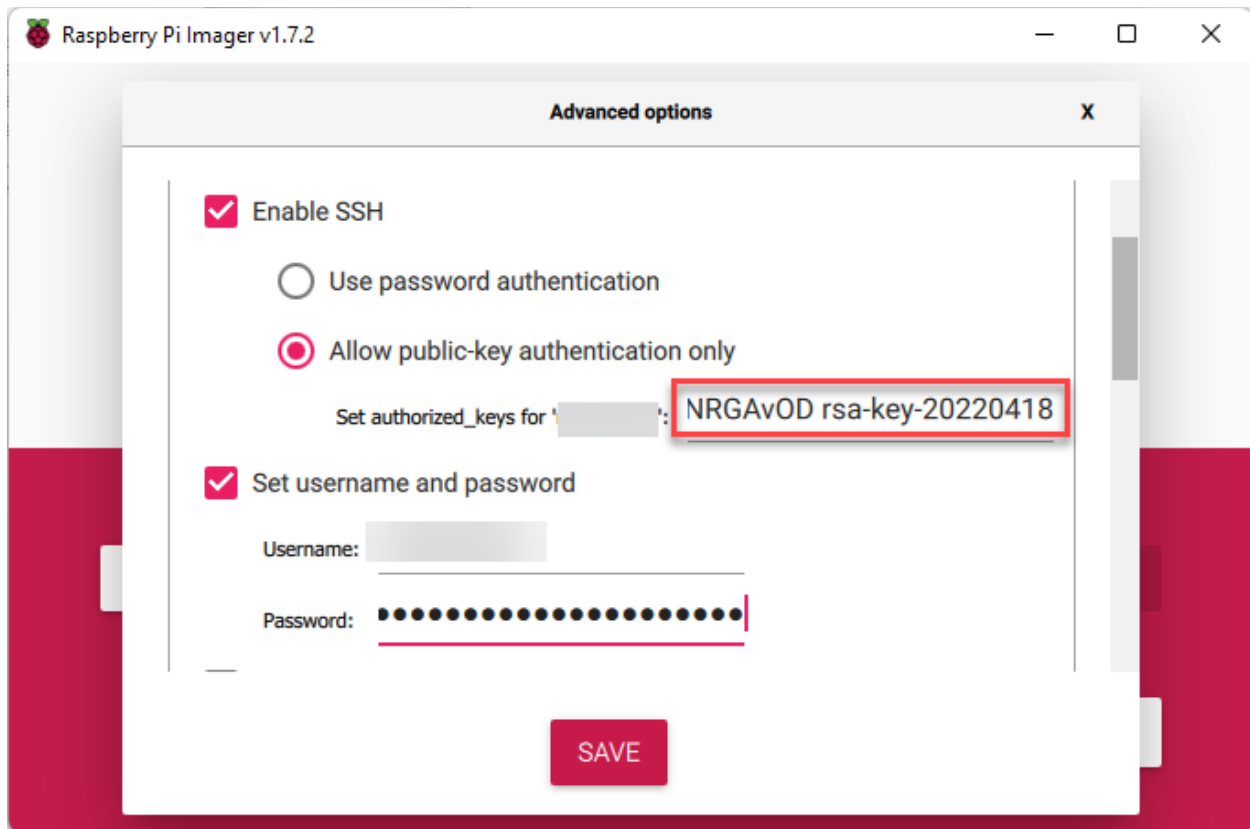 Raspberry Pi Imager v1.7.2
Advanced options X
Enable SSH
Use password authentication
Allow public-key authentication only
Set authorized_keys for ' ': NRGAvOD rsa-key-20220418
Set username and password
Username:
Password: •••••••••••••••••••••
SAVE